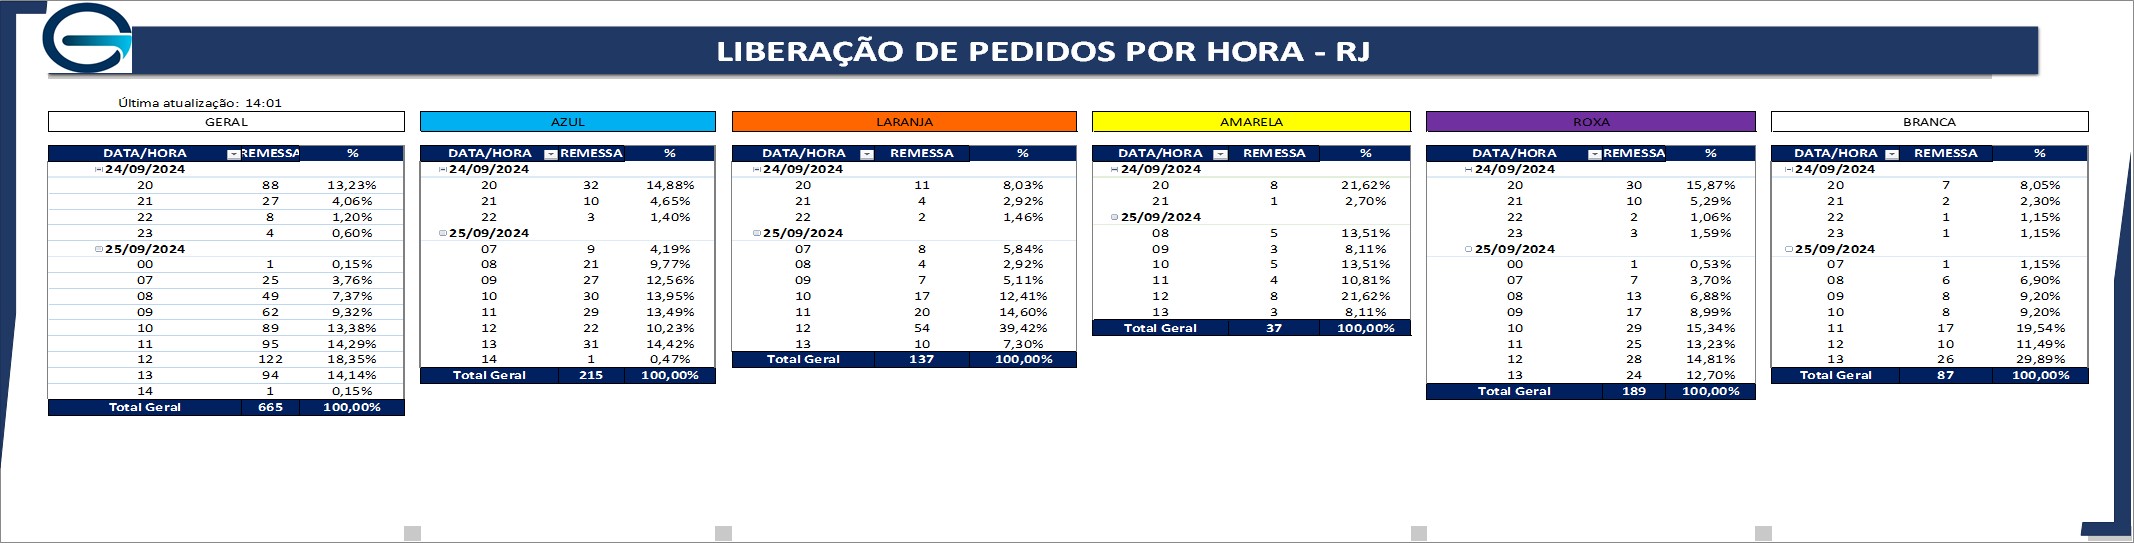 LIBERAÇÃO DE PEDIDOS POR HORA - RJ
Última atualização: 14:01
GERAL
DATA/HORA REMESSA %
24/09/2024
20 88 13,23%
21 27 4,06%
22 8 1,20%
23 4 0,60%
25/09/2024
00 1 0,15%
07 25 3,76%
08 49 7,37%
09 62 9,32%
10 89 13,38%
11 95 14,29%
12 122 18,35%
13 94 14,14%
14 1 0,15%
Total Geral 665 100,00%
AZUL
DATA/HORA REMESSA %
24/09/2024
20 32 14,88%
21 10 4,65%
22 3 1,40%
25/09/2024
07 9 4,19%
08 21 9,77%
09 27 12,56%
10 30 13,95%
11 29 13,49%
12 22 10,23%
13 31 14,42%
14 1 0,47%
Total Geral 215 100,00%
LARANJA
DATA/HORA REMESSA %
24/09/2024
20 11 8,03%
21 4 2,92%
22 2 1,46%
25/09/2024
07 8 5,84%
08 4 2,92%
09 7 5,11%
10 17 12,41%
11 20 14,60%
12 54 39,42%
13 10 7,30%
Total Geral 137 100,00%
AMARELA
DATA/HORA REMESSA %
24/09/2024
20 8 21,62%
21 1 2,70%
25/09/2024
08 5 13,51%
09 3 8,11%
10 5 13,51%
11 4 10,81%
12 8 21,62%
13 3 8,11%
Total Geral 37 100,00%
ROXA
DATA/HORA REMESSA %
24/09/2024
20 30 15,87%
21 10 5,29%
22 2 1,06%
23 3 1,59%
25/09/2024
00 1 0,53%
07 7 3,70%
08 13 6,88%
09 17 8,99%
10 29 15,34%
11 25 13,23%
12 28 14,81%
13 24 12,70%
Total Geral 189 100,00%
BRANCA
DATA/HORA REMESSA %
24/09/2024
20 7 8,05%
21 2 2,30%
22 1 1,15%
23 1 1,15%
25/09/2024
07 1 1,15%
08 6 6,90%
09 8 9,20%
10 8 9,20%
11 17 19,54%
12 10 11,49%
13 26 29,89%
Total Geral 87 100,00%